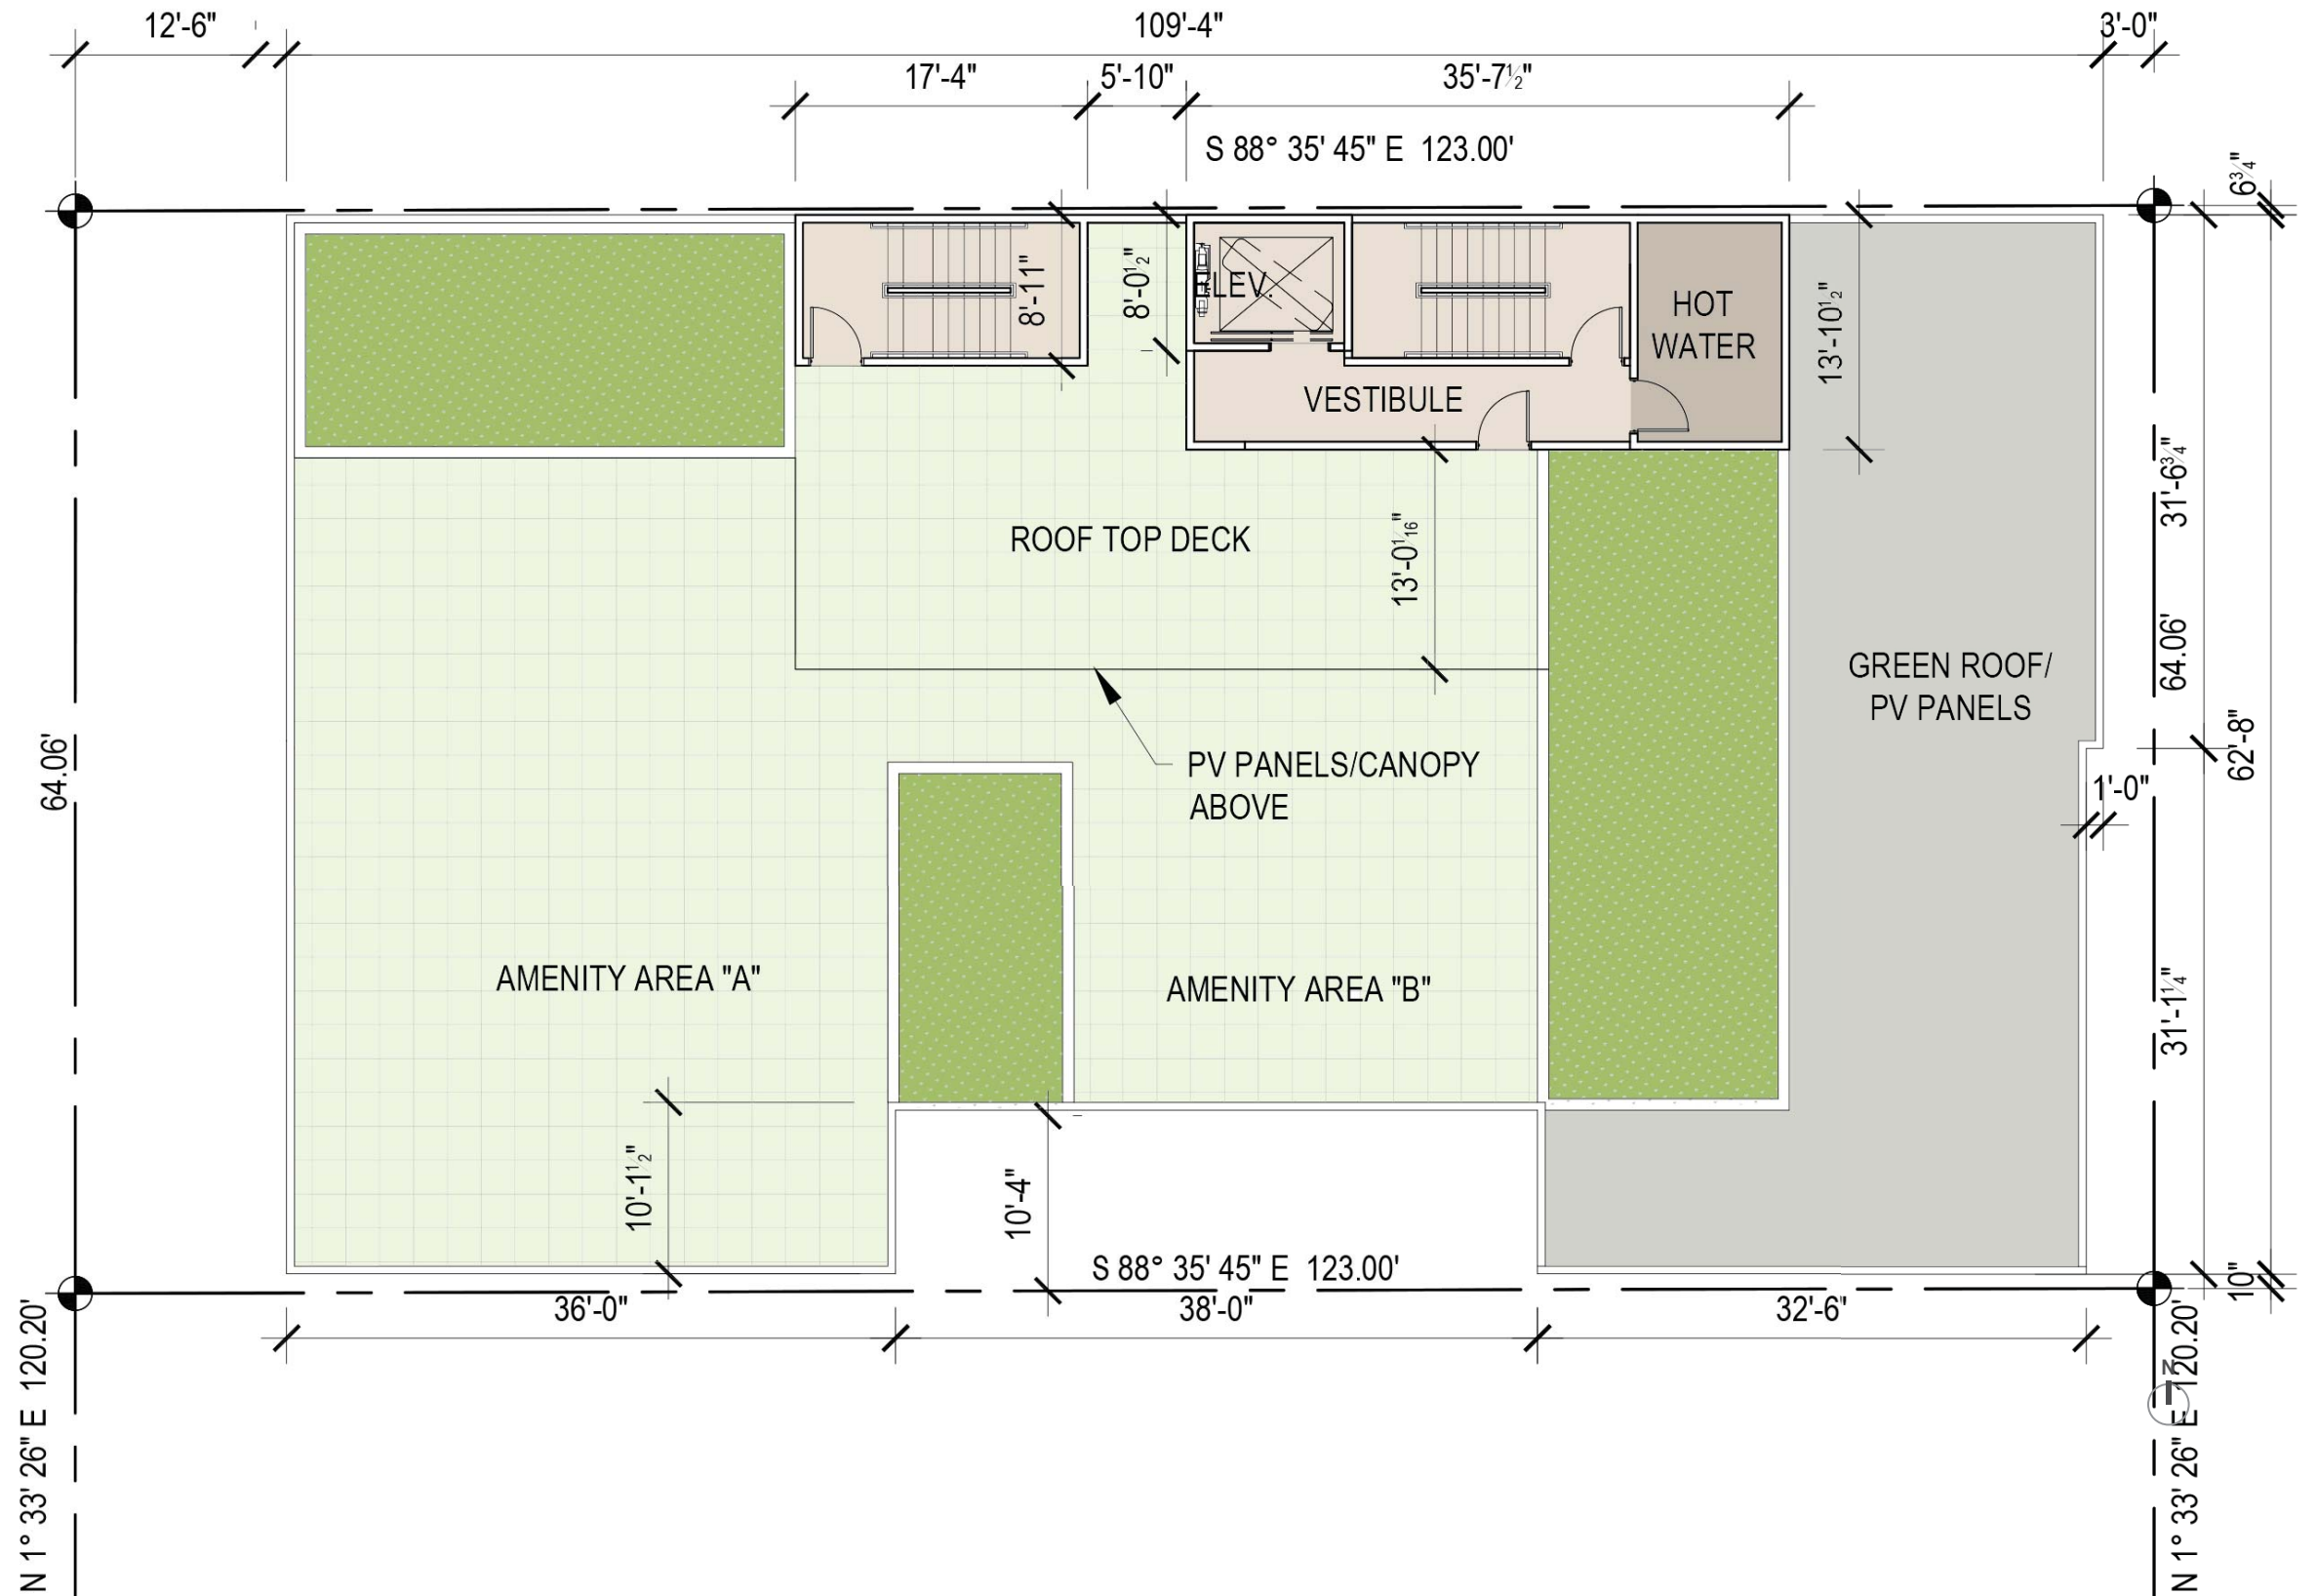 12'-6"
109'-4"
3'-0"
17'-4"
5'-10"
35'-7½"
S 88° 35' 45" E 123.00'
6¾"
8'-11"
8'-0½"
ELEV.
HOT
WATER
13'-10½"
VESTIBULE
31'-6¾"
ROOF TOP DECK
13'-0 1/16"
64.06'
GREEN ROOF/
PV PANELS
64.06'
62'-8"
PV PANELS/CANOPY
ABOVE
1'-0"
AMENITY AREA "A"
AMENITY AREA "B"
31'-1¼"
10'-1½"
10'-4"
S 88° 35' 45" E 123.00'
10"
36'-0"
38'-0"
32'-6"
N 1° 33' 26" E 120.20'
N
N 1° 33' 26" E 120.20'